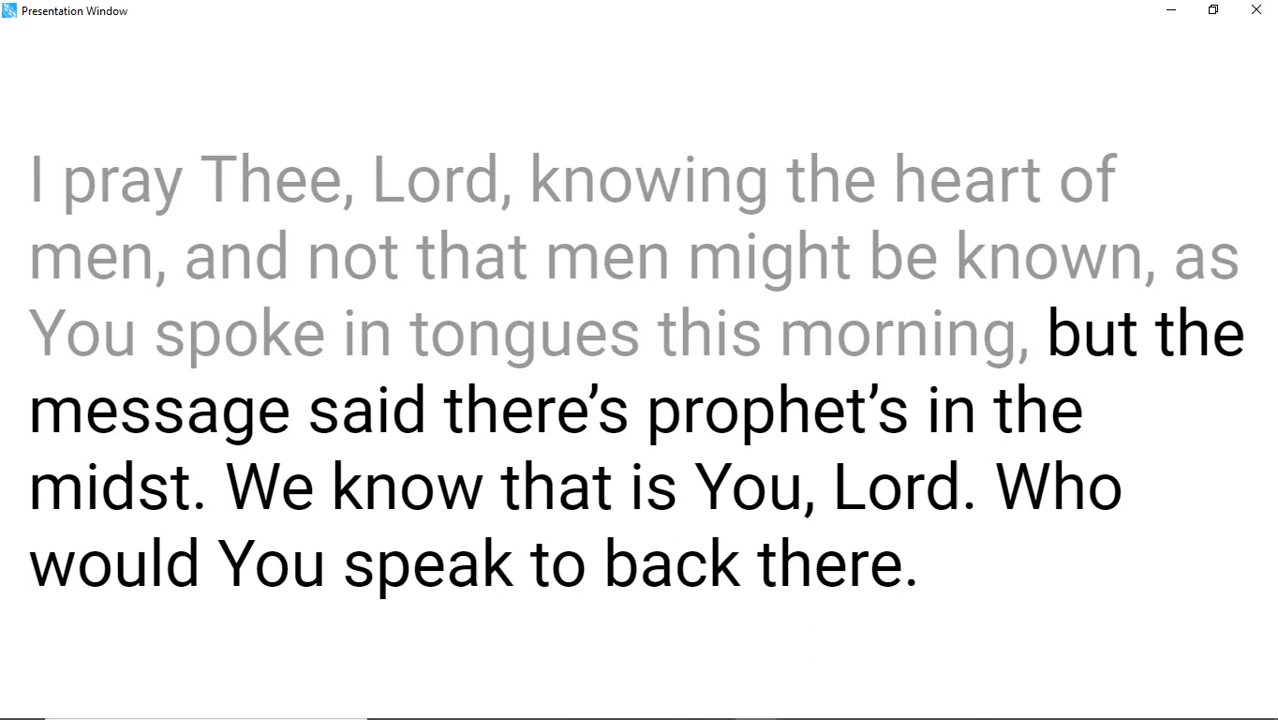 Presentation Window
I pray Thee, Lord, knowing the heart of
men, and not that men might be known, as
You spoke in tongues this morning, but the
message said there’s prophet’s in the
midst. We know that is You, Lord. Who
would You speak to back there.